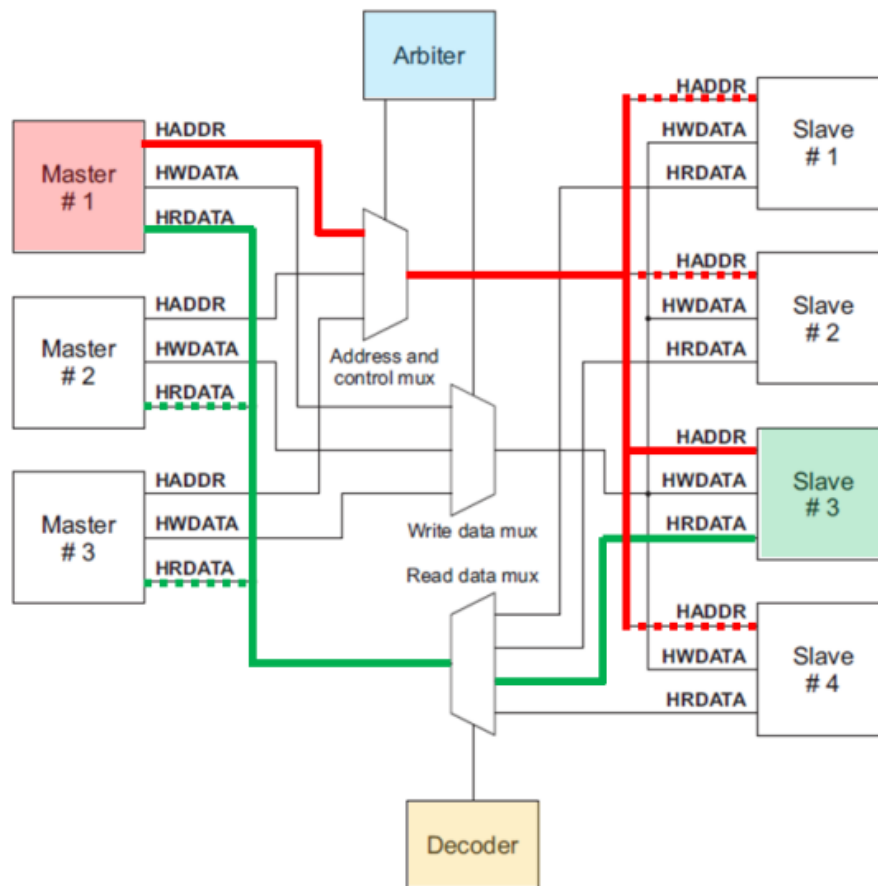 Arbiter
HADDR
HWDATA
HRDATA
Master
# 1
HADDR
HWDATA
HRDATA
Master
# 2
HADDR
HWDATA
HRDATA
Master
# 3
Address and
control mux
Write data mux
Read data mux
HADDR
HWDATA
HRDATA
Slave
# 1
HADDR
HWDATA
HRDATA
Slave
# 2
HADDR
HWDATA
HRDATA
Slave
# 3
HADDR
HWDATA
HRDATA
Slave
# 4
Decoder